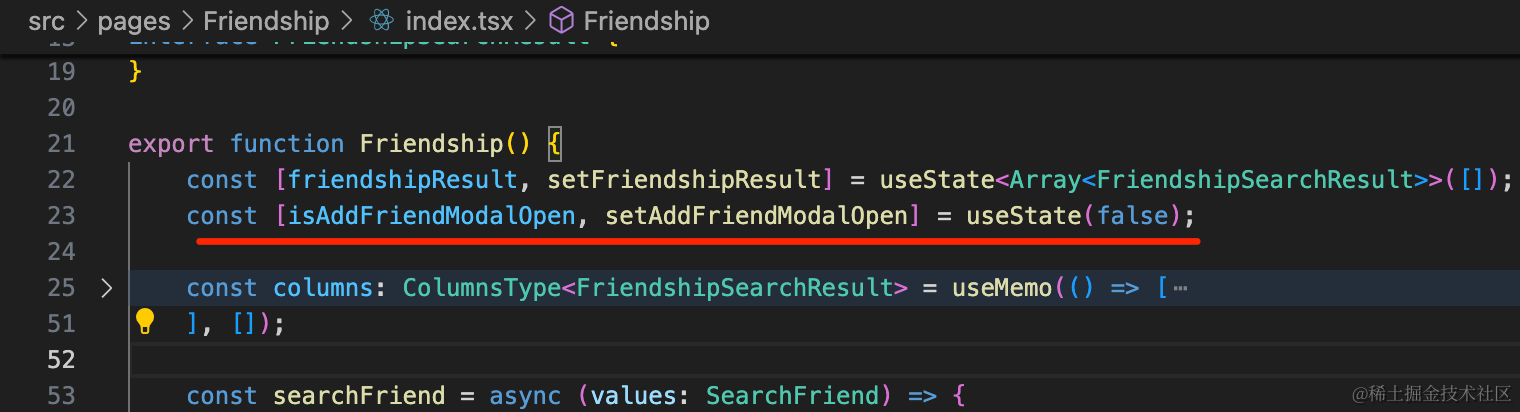 src > pages > Friendship > index.tsx > Friendship
19 }
20
21 export function Friendship() {
22 const [friendshipResult, setFriendshipResult] = useState<Array<FriendshipSearchResult>>([]);
23 const [isAddFriendModalOpen, setAddFriendModalOpen] = useState(false);
24
25 const columns: ColumnsType<FriendshipSearchResult> = useMemo(() => [⋯
51 ], []);
52
53 const searchFriend = async (values: SearchFriend) => {
@稀土掘金技术社区